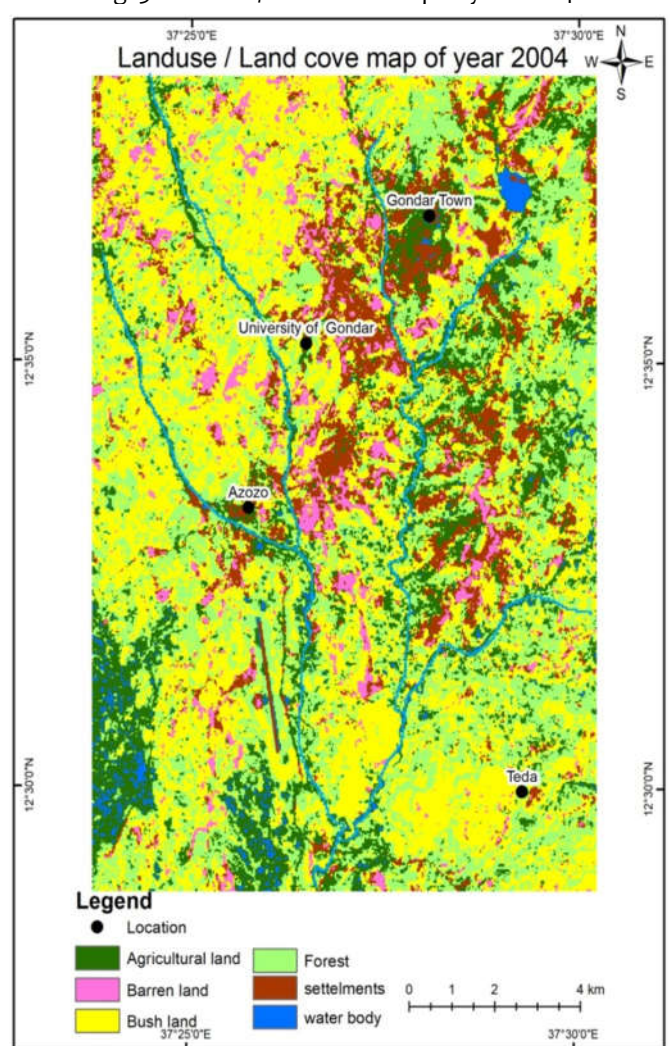 37°25'0"E 37°30'0"E
Landuse / Land cove map of year 2004
N
W E
S
Gondar Town
University of Gondar
12°35'0"N 12°35'0"N
Azozo
Teda
12°30'0"N 12°30'0"N
Legend
Location
Agricultural land Forest
Barren land settelments
Bush land water body
0 1 2 4 km
37°25'0"E 37°30'0"E